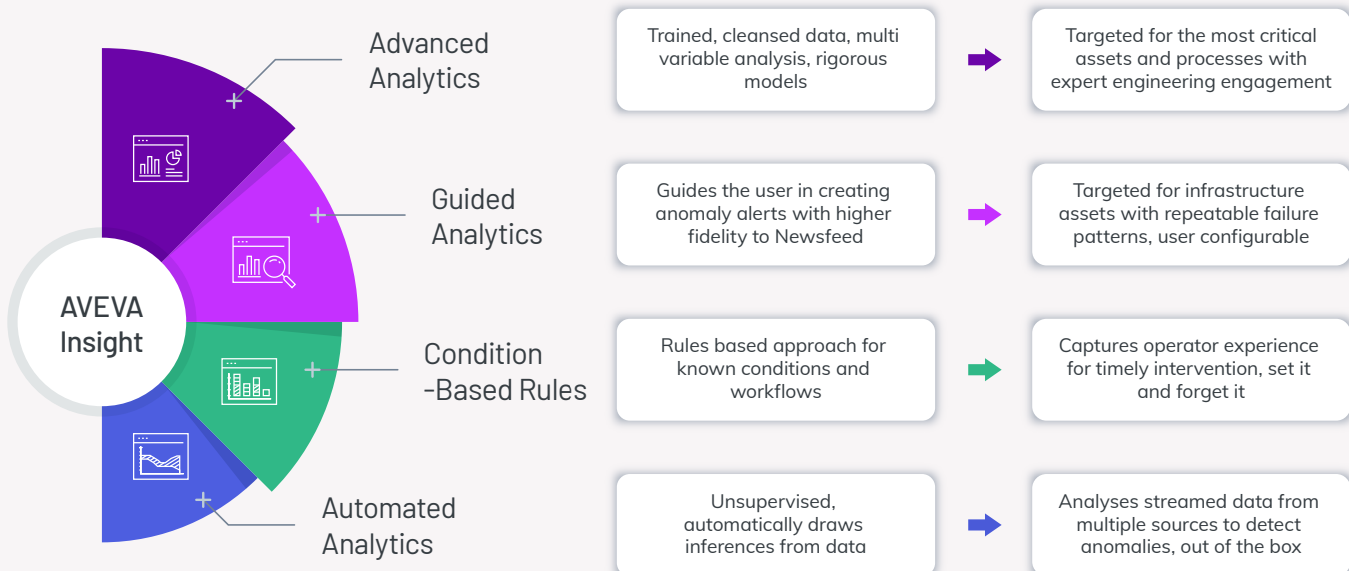 AVEVA
Insight
Advanced
Analytics
Trained, cleansed data, multi
variable analysis, rigorous
models
Targeted for the most critical
assets and processes with
expert engineering engagement
Guided
Analytics
Guides the user in creating
anomaly alerts with higher
fidelity to Newsfeed
Targeted for infrastructure
assets with repeatable failure
patterns, user configurable
Condition
-Based Rules
Rules based approach for
known conditions and
workflows
Captures operator experience
for timely intervention, set it
and forget it
Automated
Analytics
Unsupervised,
automatically draws
inferences from data
Analyses streamed data from
multiple sources to detect
anomalies, out of the box